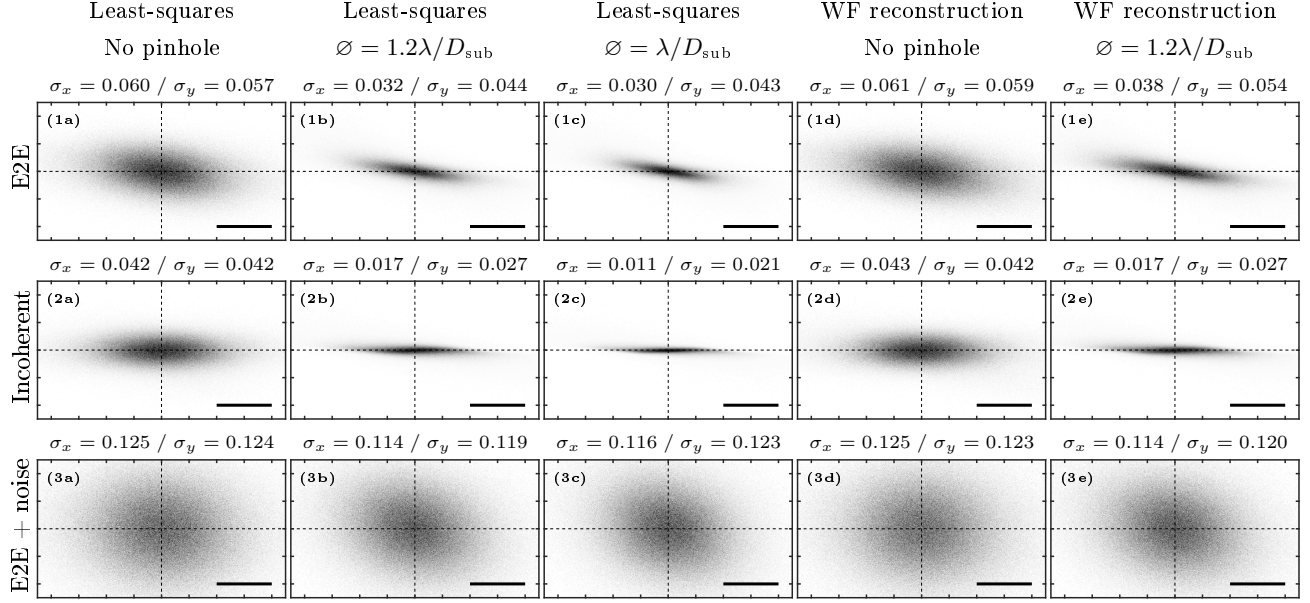 Least-squares Least-squares Least-squares WF reconstruction WF reconstruction
No pinhole ∅ = 1.2λ/D_sub ∅ = λ/D_sub No pinhole ∅ = 1.2λ/D_sub
σ_x = 0.060 / σ_y = 0.057 σ_x = 0.032 / σ_y = 0.044 σ_x = 0.030 / σ_y = 0.043 σ_x = 0.061 / σ_y = 0.059 σ_x = 0.038 / σ_y = 0.054
E2E
(1a) (1b) (1c) (1d) (1e)
σ_x = 0.042 / σ_y = 0.042 σ_x = 0.017 / σ_y = 0.027 σ_x = 0.011 / σ_y = 0.021 σ_x = 0.043 / σ_y = 0.042 σ_x = 0.017 / σ_y = 0.027
Incoherent
(2a) (2b) (2c) (2d) (2e)
σ_x = 0.125 / σ_y = 0.124 σ_x = 0.114 / σ_y = 0.119 σ_x = 0.116 / σ_y = 0.123 σ_x = 0.125 / σ_y = 0.123 σ_x = 0.114 / σ_y = 0.120
E2E + noise
(3a) (3b) (3c) (3d) (3e)